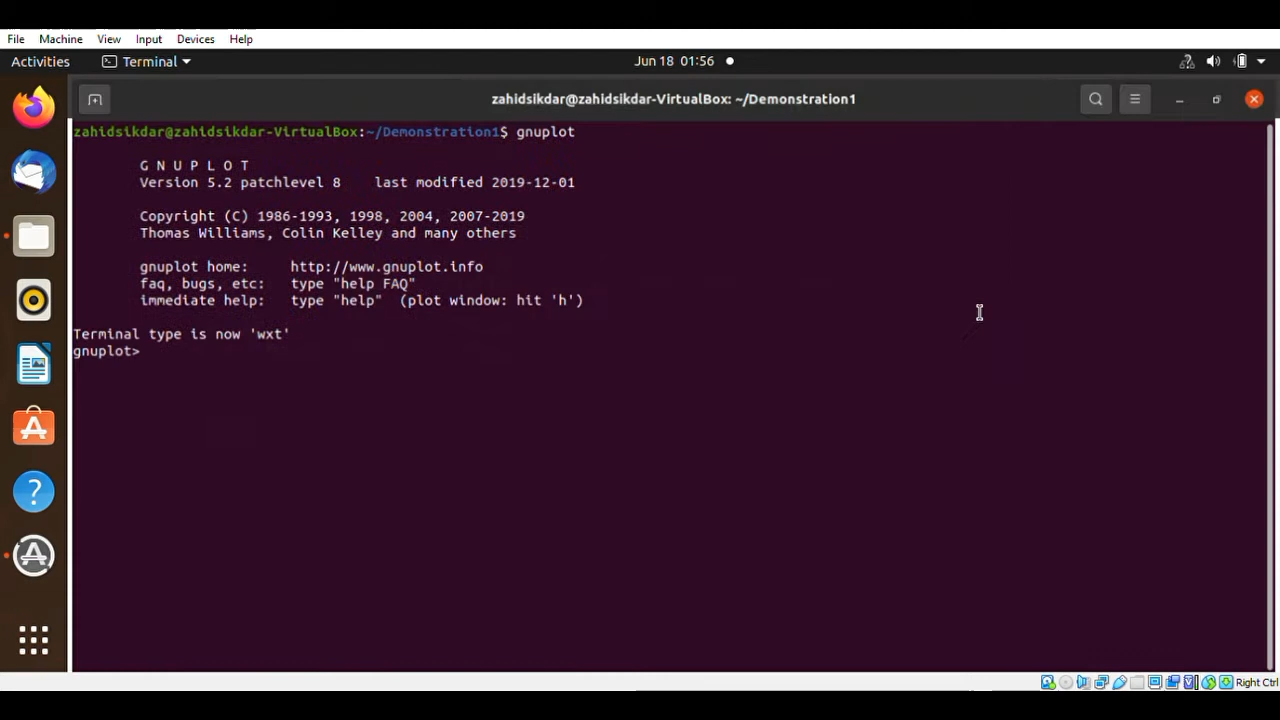 File Machine View Input Devices Help
Activities Terminal Jun 18 01:56
zahidsikdar@zahidsikdar-VirtualBox: ~/Demonstration1
zahidsikdar@zahidsikdar-VirtualBox:~/Demonstration1$ gnuplot
G N U P L O T
Version 5.2 patchlevel 8 last modified 2019-12-01
Copyright (C) 1986-1993, 1998, 2004, 2007-2019
Thomas Williams, Colin Kelley and many others
gnuplot home: http://www.gnuplot.info
faq, bugs, etc: type "help FAQ"
immediate help: type "help" (plot window: hit 'h')
Terminal type is now 'wxt'
gnuplot>
Right Ctrl